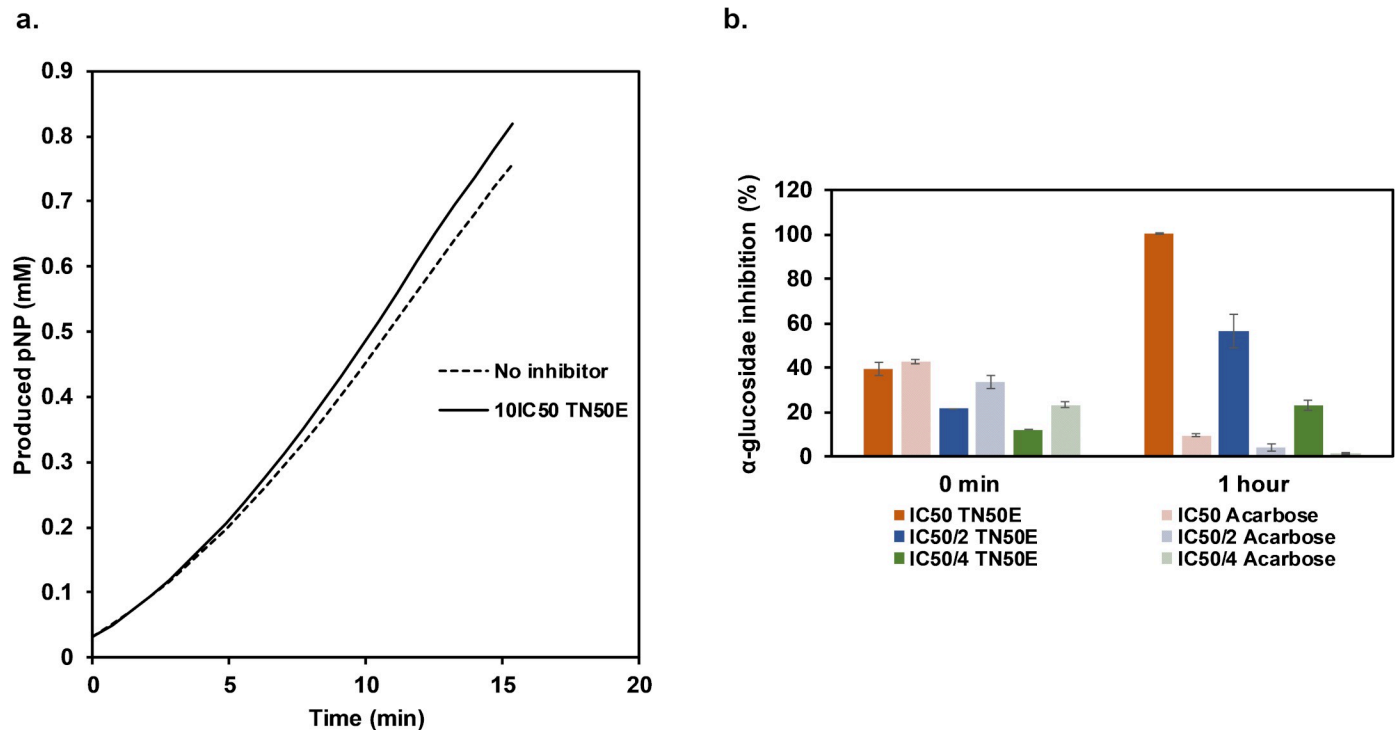 a.
Produced pNP (mM)
0.9
0.8
0.7
0.6
0.5
0.4
0.3
0.2
0.1
0
0 5 10 15 20
Time (min)
No inhibitor
10IC50 TN50E
b.
α-glucosidae inhibition (%)
120
100
80
60
40
20
0
0 min 1 hour
IC50 TN50E IC50 Acarbose
IC50/2 TN50E IC50/2 Acarbose
IC50/4 TN50E IC50/4 Acarbose